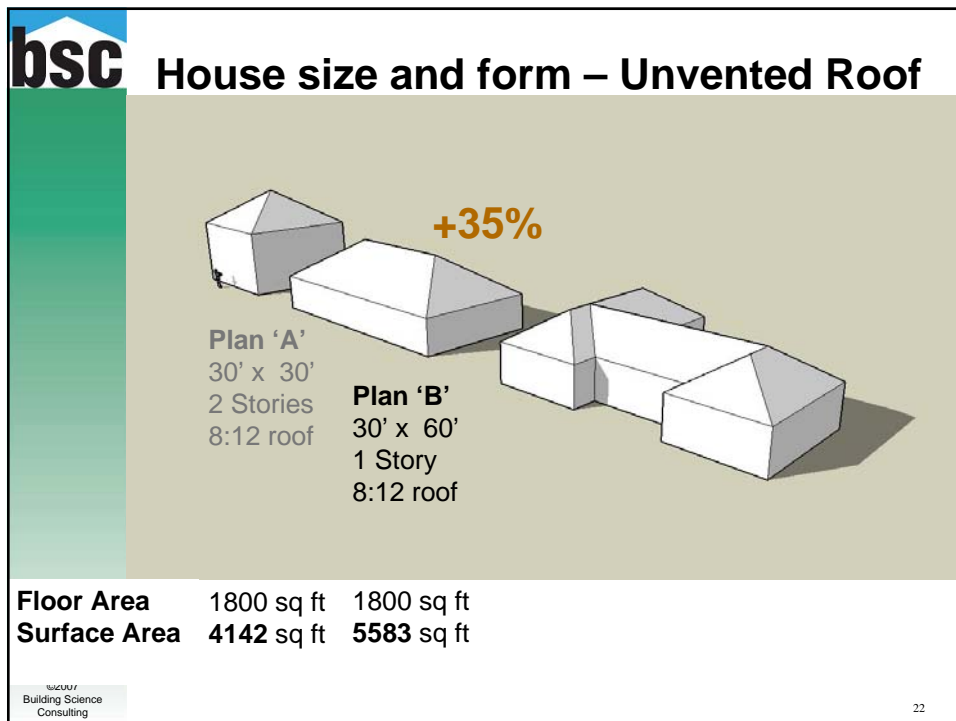 bsc
House size and form – Unvented Roof
+35%
Plan ‘A’
30’ x 30’
2 Stories
8:12 roof
Plan ‘B’
30’ x 60’
1 Story
8:12 roof
Floor Area 1800 sq ft 1800 sq ft
Surface Area 4142 sq ft 5583 sq ft
©2007
Building Science
Consulting
22